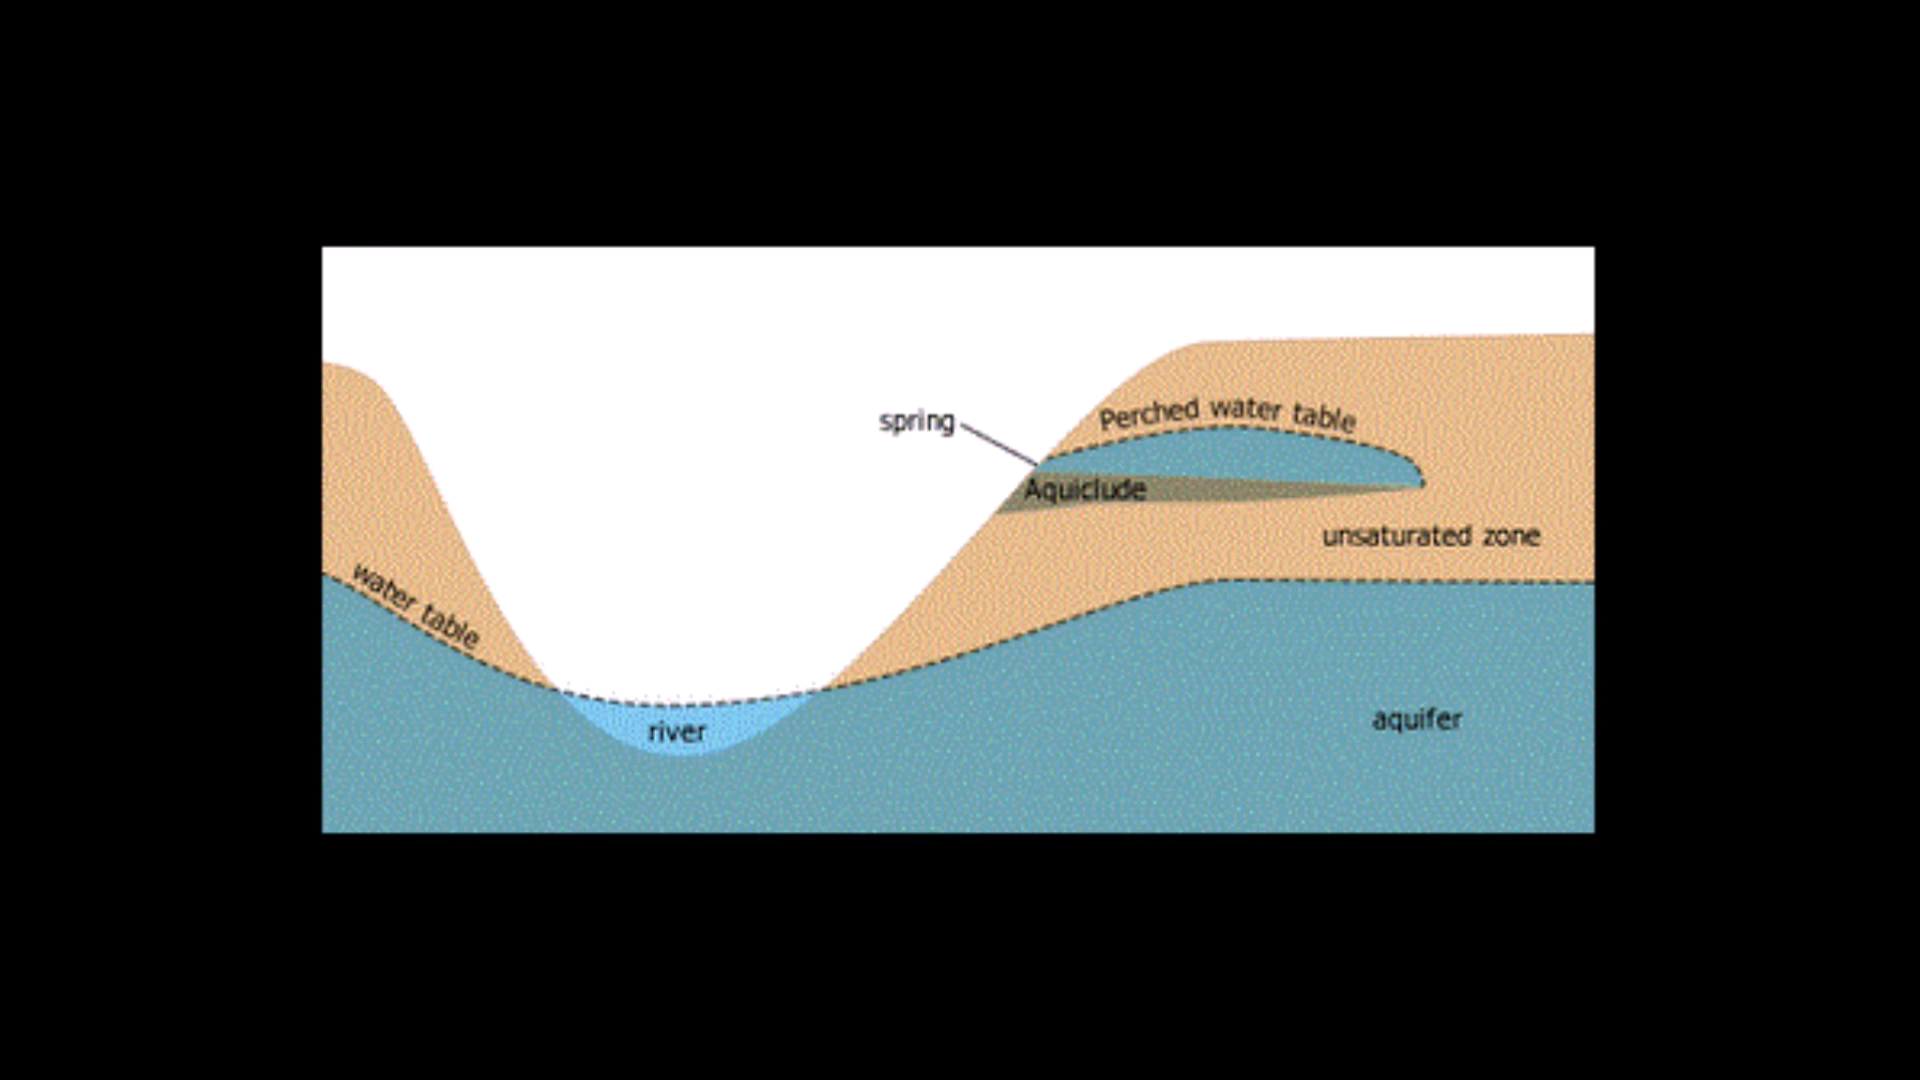 spring
Perched water table
Aquiclude
unsaturated zone
water table
river
aquifer